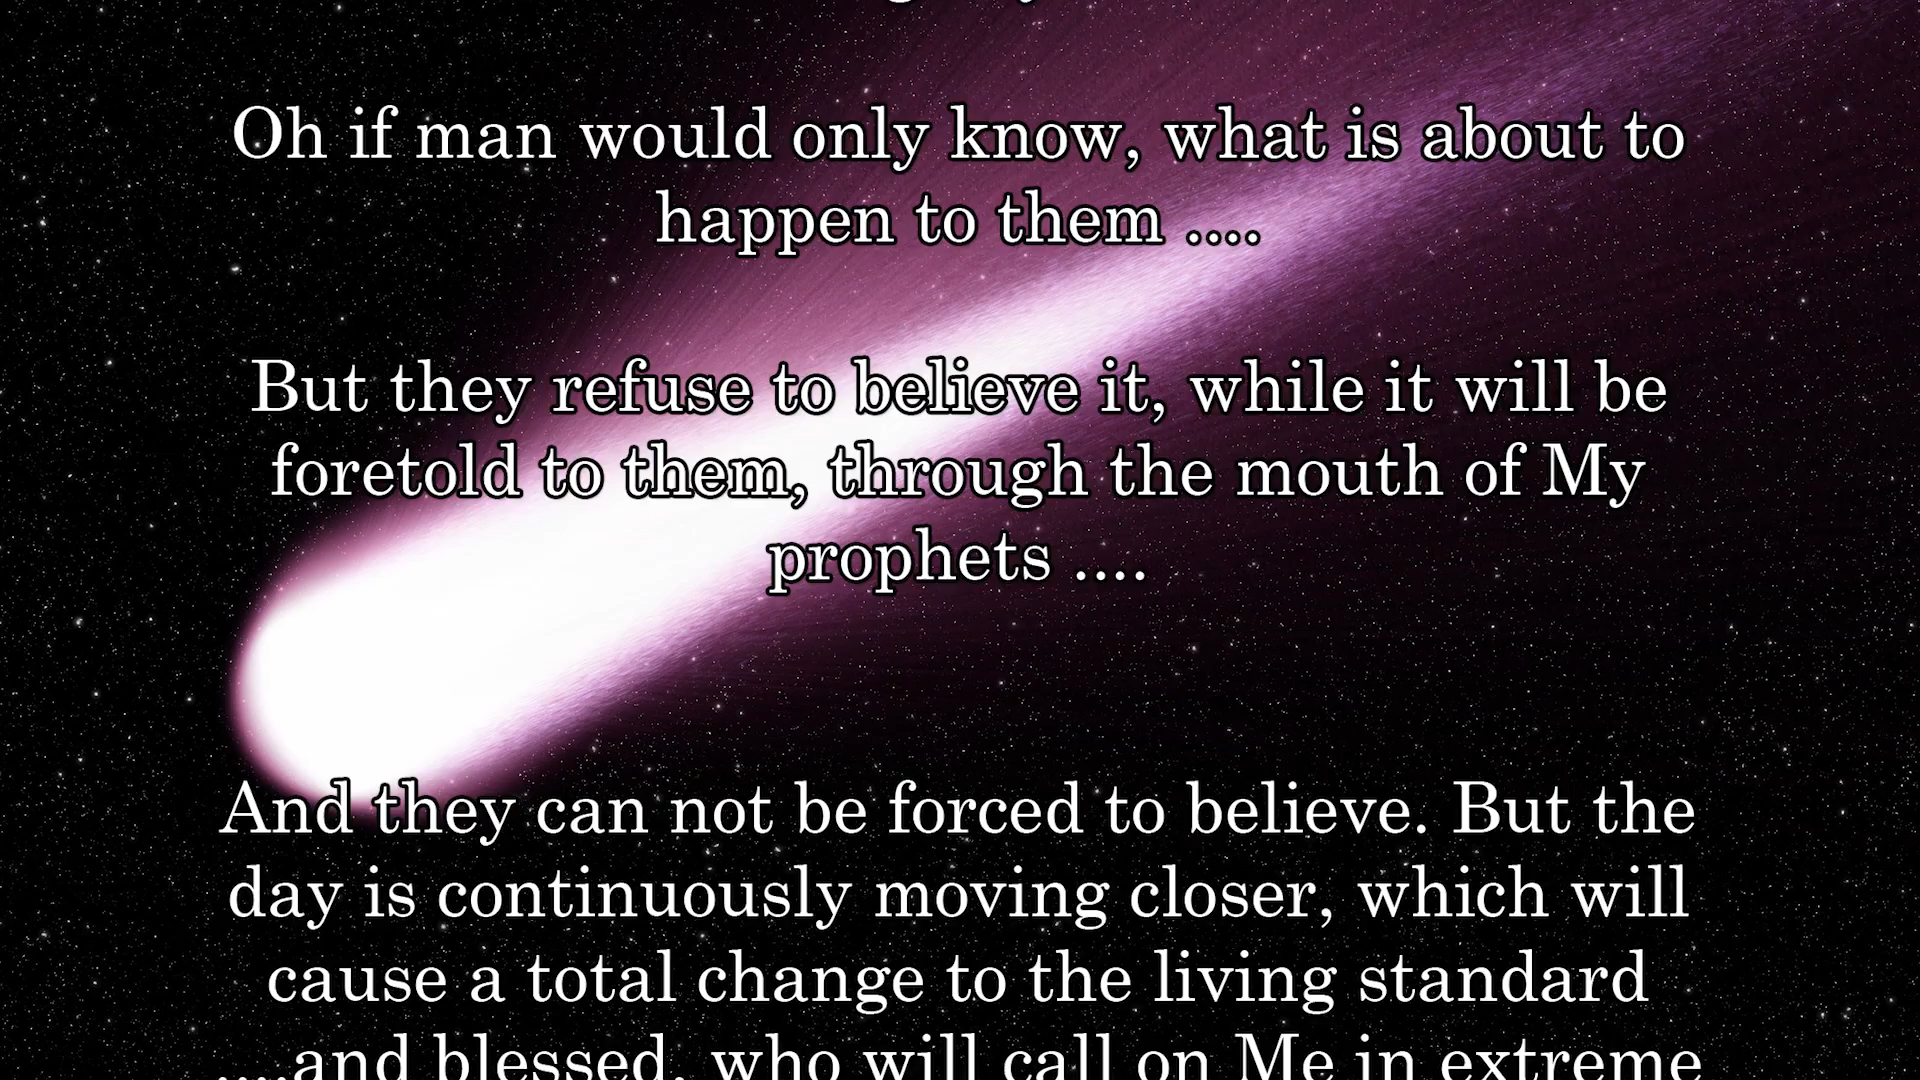 Oh if man would only know, what is about to
happen to them ....
But they refuse to believe it, while it will be
foretold to them, through the mouth of My
prophets ....
And they can not be forced to believe. But the
day is continuously moving closer, which will
cause a total change to the living standard
....and blessed, who will call on Me in extreme